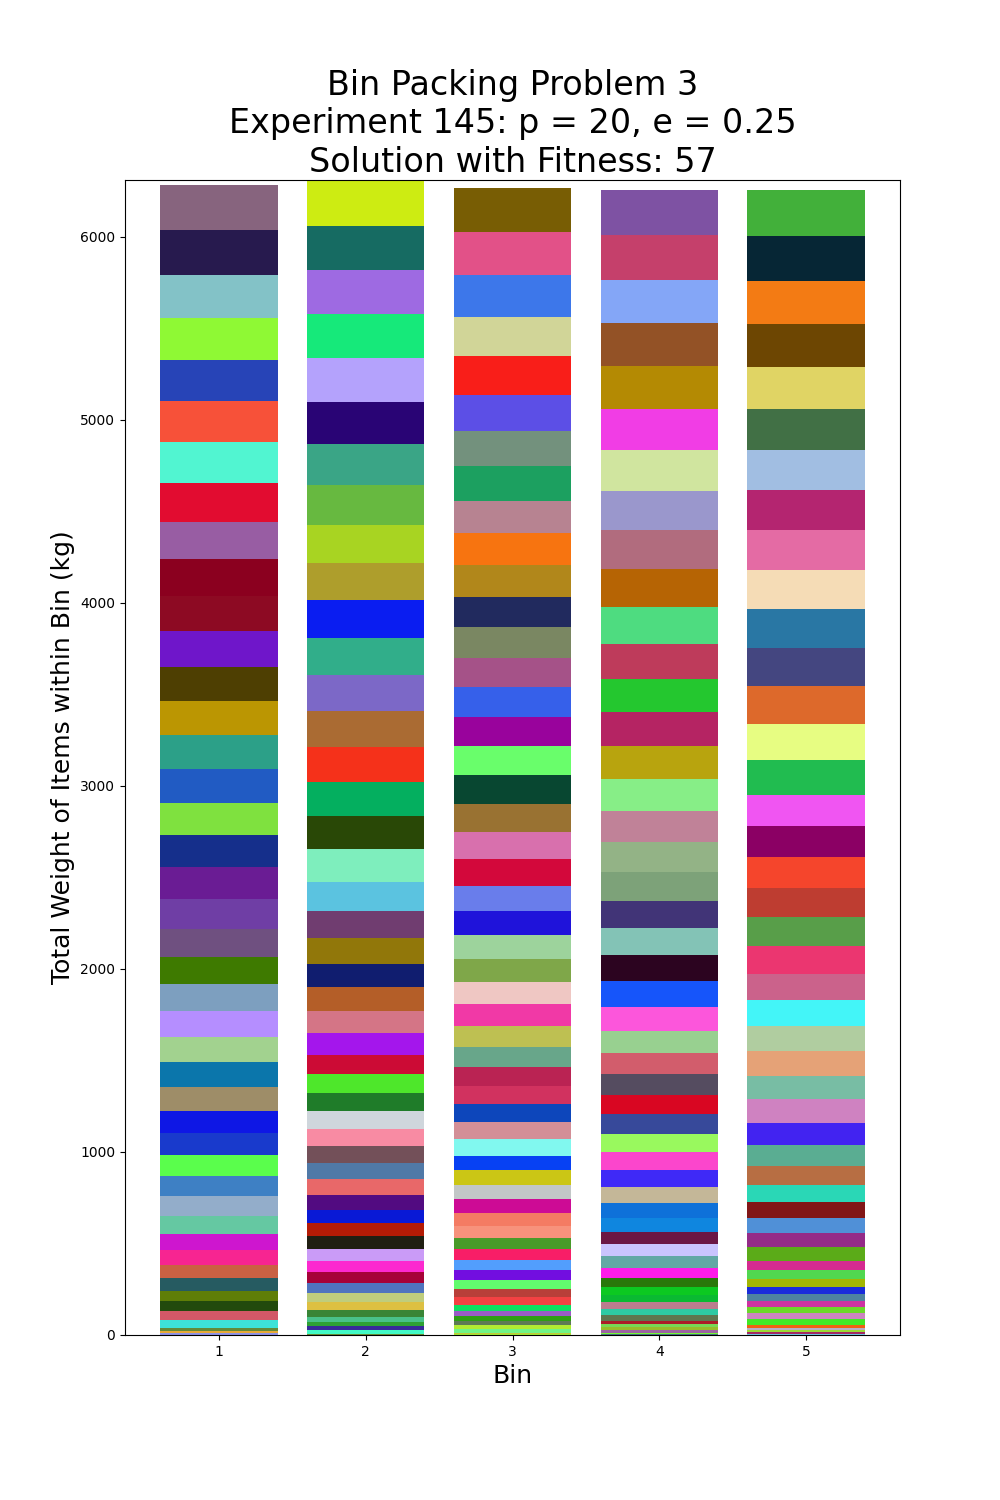 Bin Packing Problem 3
Experiment 145: p = 20, e = 0.25
Solution with Fitness: 57
Total Weight of Items within Bin (kg)
6000
5000
4000
3000
2000
1000
0
1 2 3 4 5
Bin